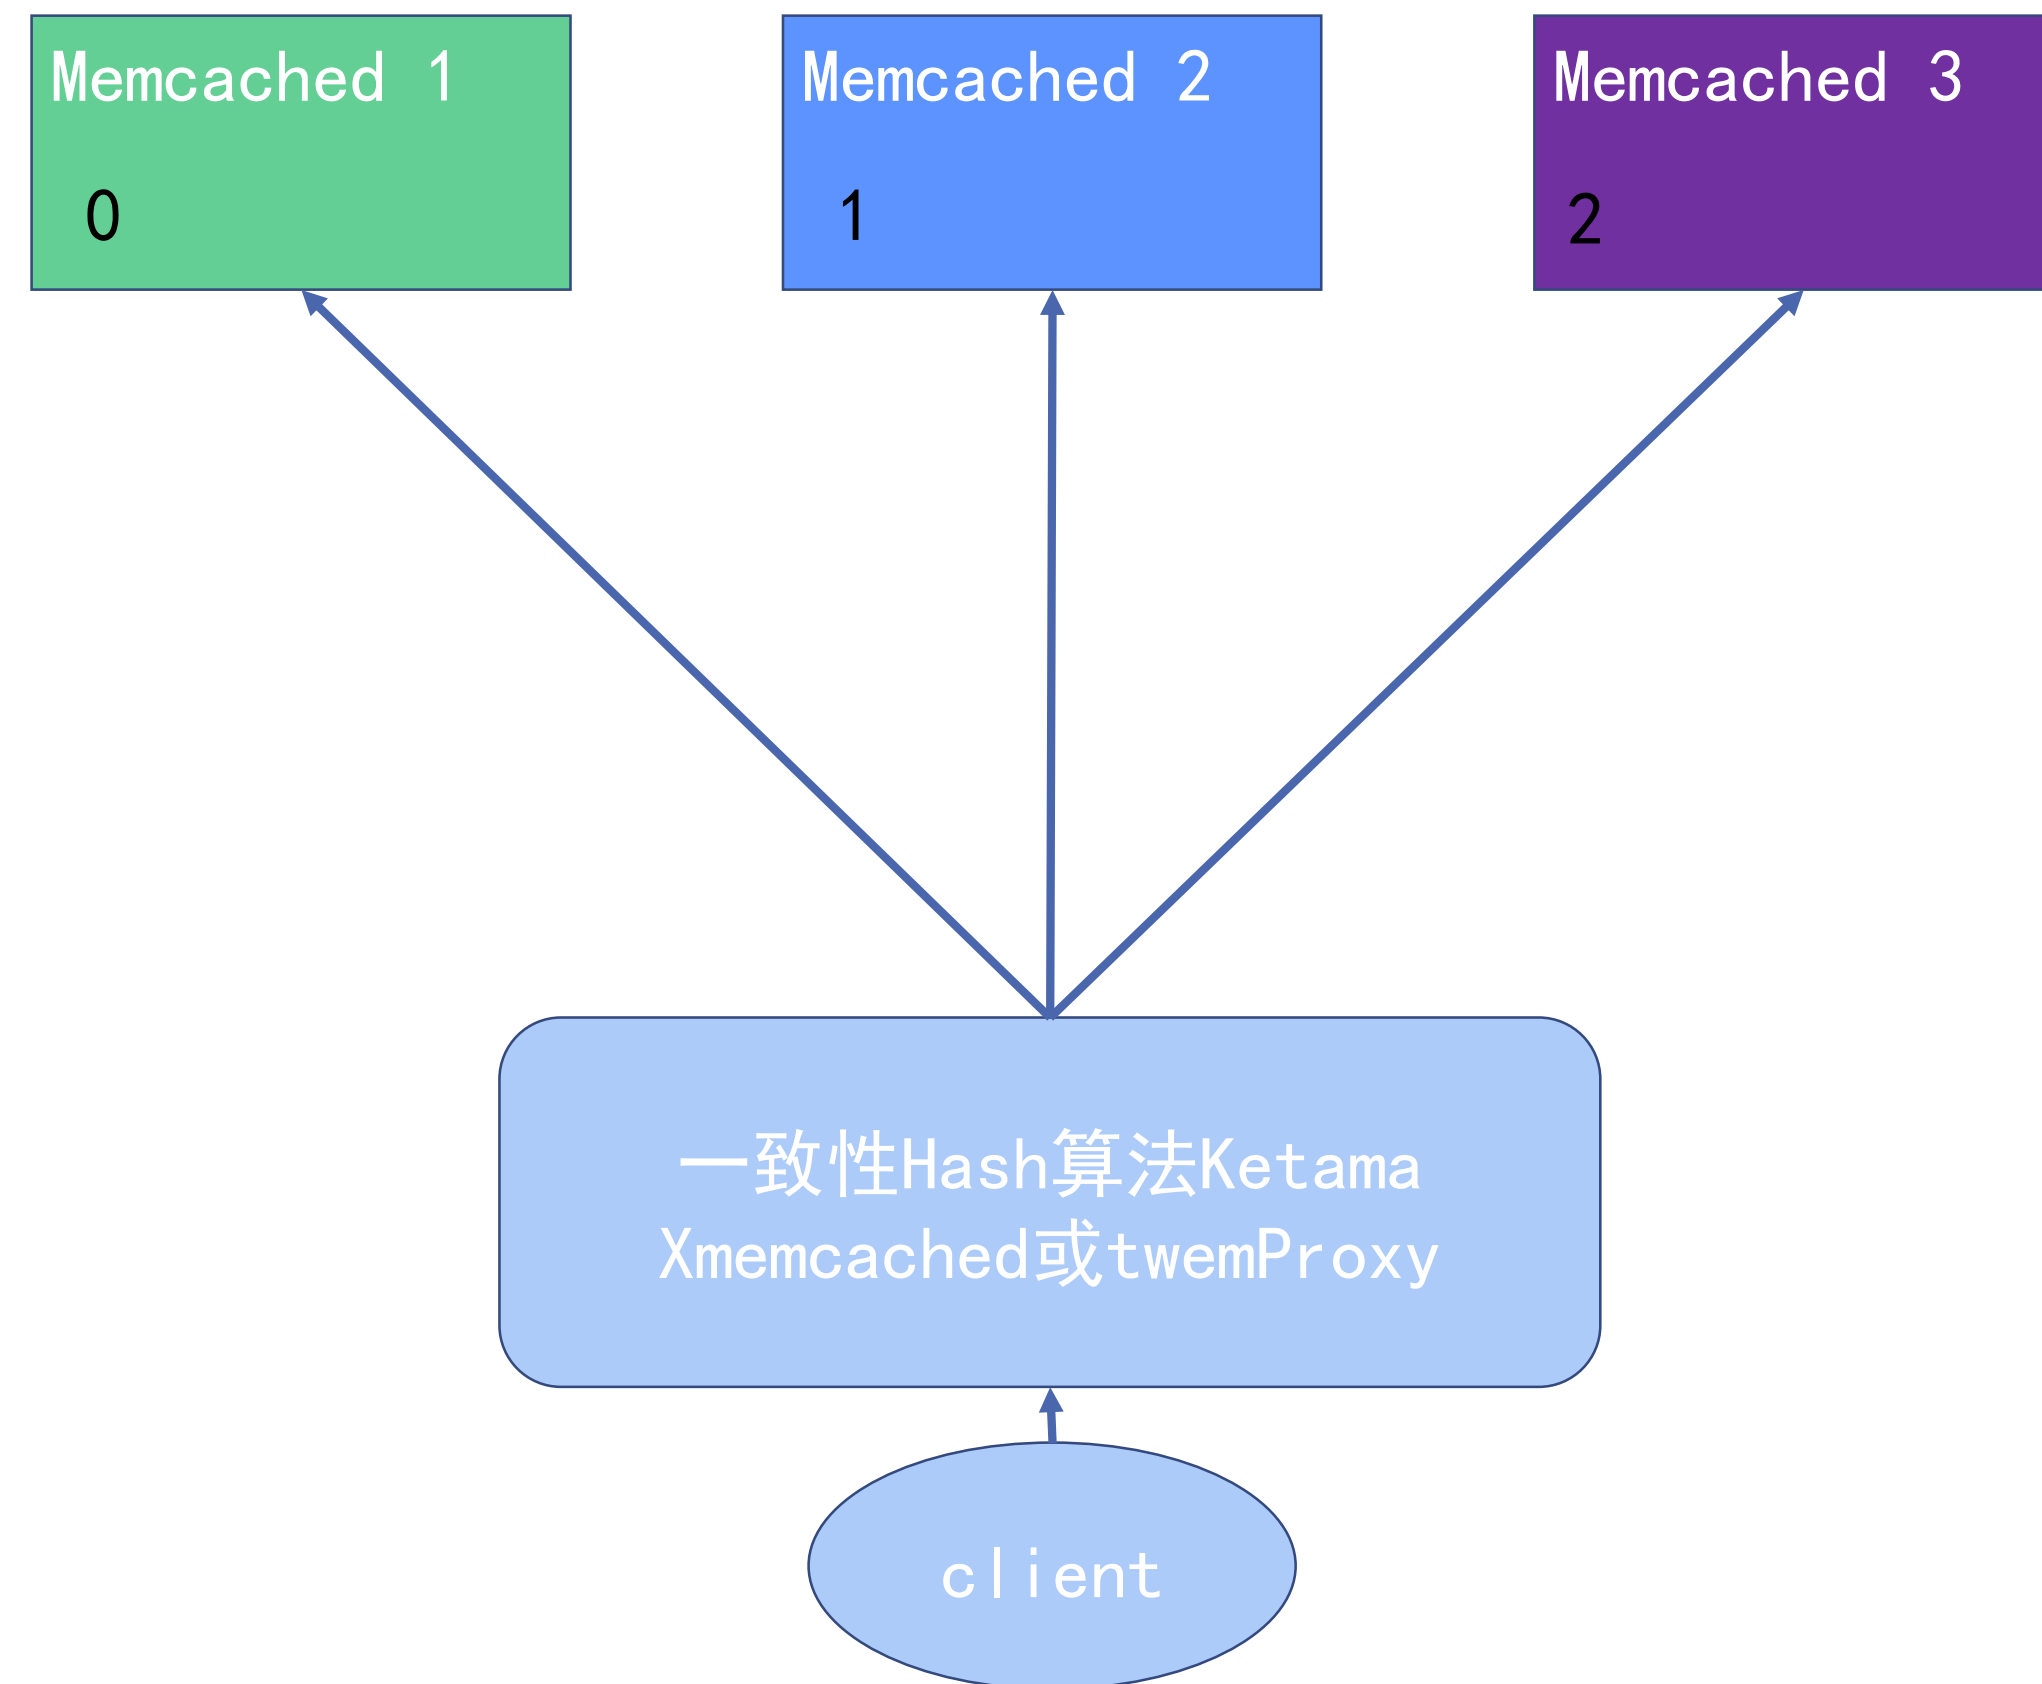 Memcached 1
Memcached 2
Memcached 3
0
1
2
一致性Hash算法Ketama
Xmemcached或twemProxy
client